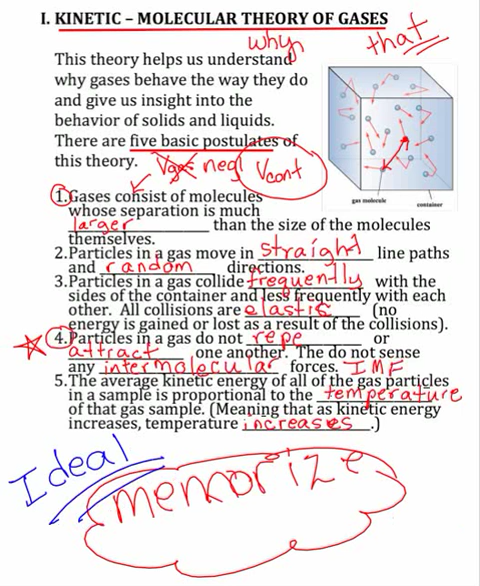 I. KINETIC – MOLECULAR THEORY OF GASES
why
that
This theory helps us understand
why gases behave the way they do
and give us insight into the
behavior of solids and liquids.
There are five basic postulates of
this theory.
Vgas negl Vcont
gas molecule
container
1.Gases consist of molecules
whose separation is much
larger than the size of the molecules
themselves.
2.Particles in a gas move in straight line paths
and random directions.
3.Particles in a gas collide frequently with the
sides of the container and less frequently with each
other. All collisions are elastic (no
energy is gained or lost as a result of the collisions).
4.Particles in a gas do not repe or
attract one another. The do not sense
any intermolecular forces. IMF
5.The average kinetic energy of all of the gas particles
in a sample is proportional to the temperature
of that gas sample. (Meaning that as kinetic energy
increases, temperature increases.)
Ideal
memorize